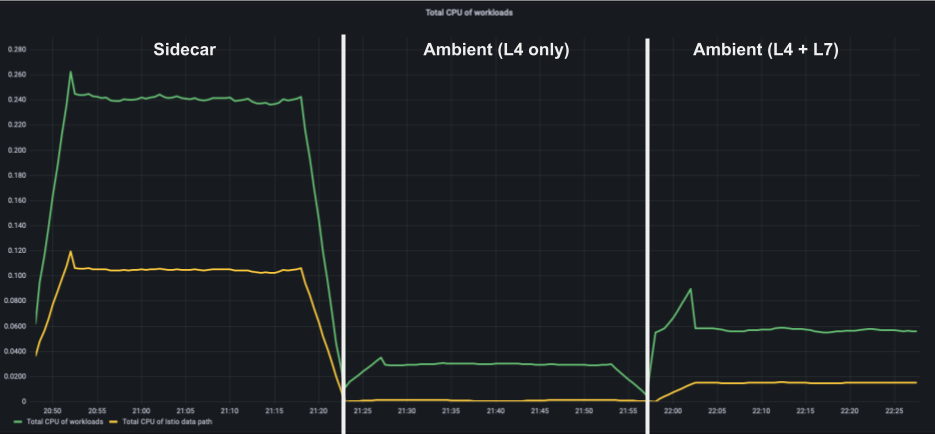 Total CPU of workloads
Sidecar
Ambient (L4 only)
Ambient (L4 + L7)
0.280
0.260
0.240
0.220
0.200
0.180
0.160
0.140
0.120
0.100
0.0800
0.0600
0.0400
0.0200
0
20:50 20:55 21:00 21:05 21:10 21:15 21:20 21:25 21:30 21:35 21:40 21:45 21:50 21:55 22:00 22:05 22:10 22:15 22:20 22:25
Total CPU of workloads Total CPU of Istio data path